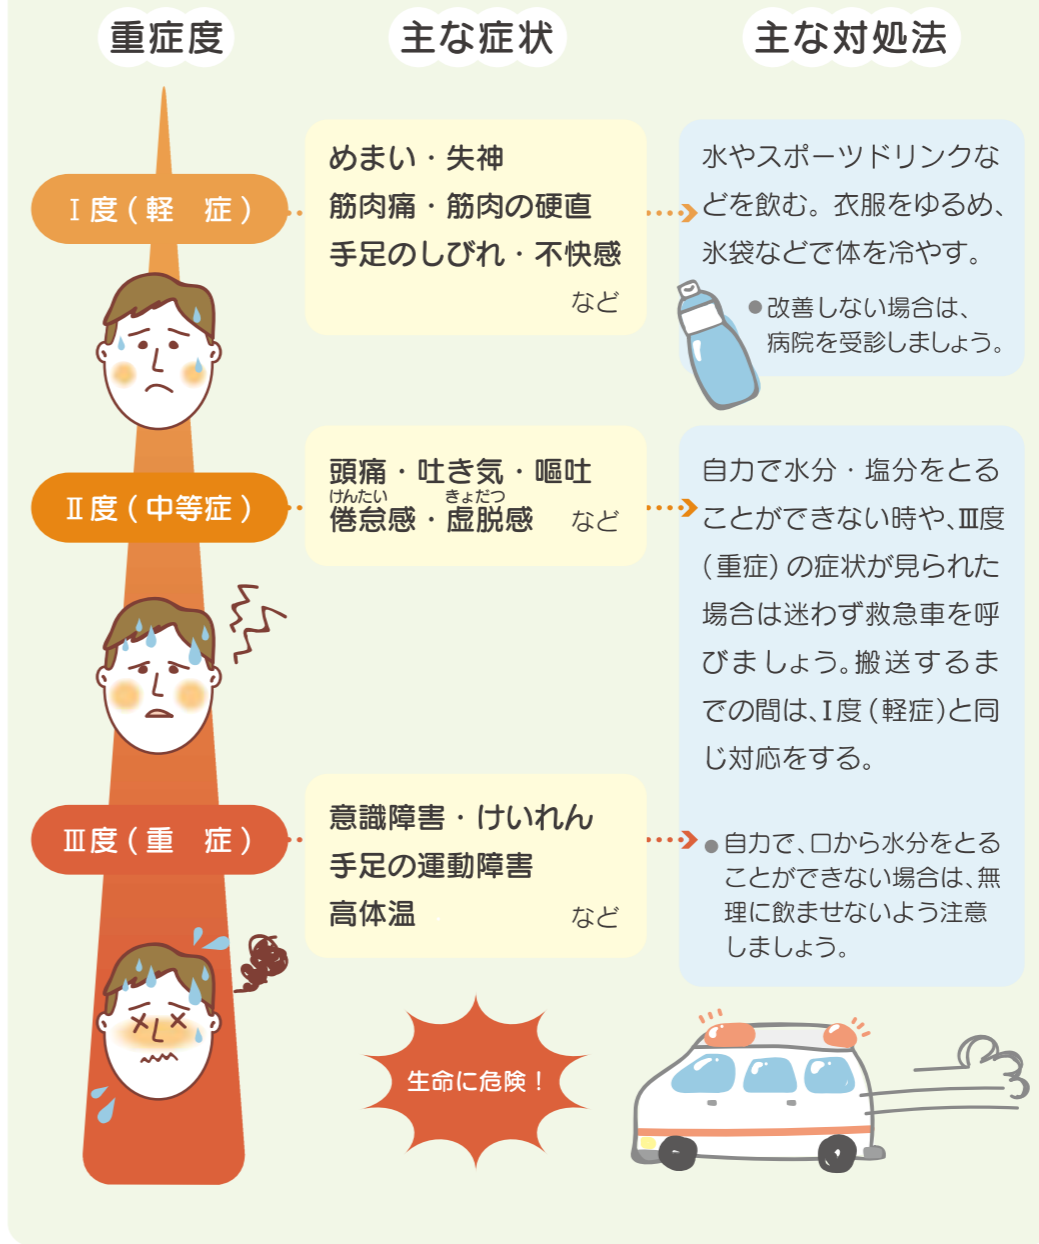 重症度
主な症状
主な対処法
Ⅰ度(軽　症)
めまい・失神
筋肉痛・筋肉の硬直
手足のしびれ・不快感
など
水やスポーツドリンクな
どを飲む。衣服をゆるめ、
氷袋などで体を冷やす。
●改善しない場合は、
病院を受診しましょう。
Ⅱ度(中等症)
頭痛・吐き気・嘔吐
けんたい　きょだつ
倦怠感・虚脱感　など
自力で水分・塩分をとる
ことができない時や、Ⅲ度
(重症)の症状が見られた
場合は迷わず救急車を呼
びましょう。搬送するま
での間は、Ⅰ度(軽症)と同
じ対応をする。
Ⅲ度(重　症)
意識障害・けいれん
手足の運動障害
高体温　など
●自力で、口から水分をとる
ことができない場合は、無
理に飲ませないよう注意
しましょう。
生命に危険！